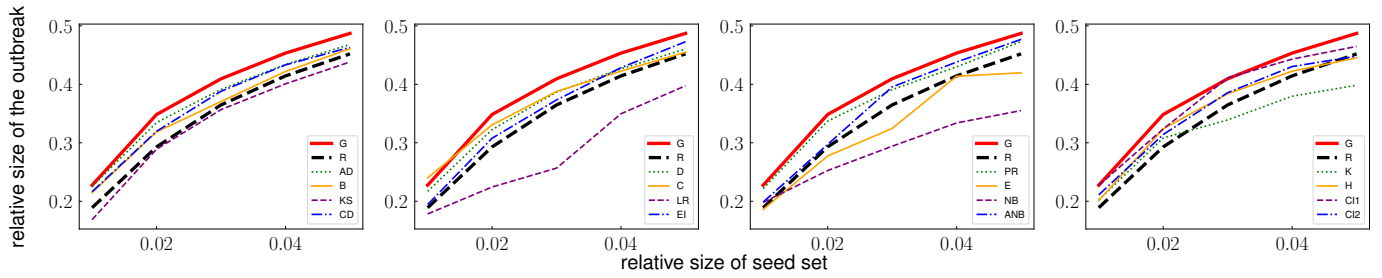 relative size of the outbreak
0.5
0.4
0.3
0.2
0.02
0.04
G
R
AD
B
KS
CD
0.5
0.4
0.3
0.2
0.02
0.04
G
R
D
C
LR
EI
0.5
0.4
0.3
0.2
0.02
0.04
G
R
PR
E
NB
ANB
0.5
0.4
0.3
0.2
0.02
0.04
G
R
K
H
CI1
CI2
relative size of seed set